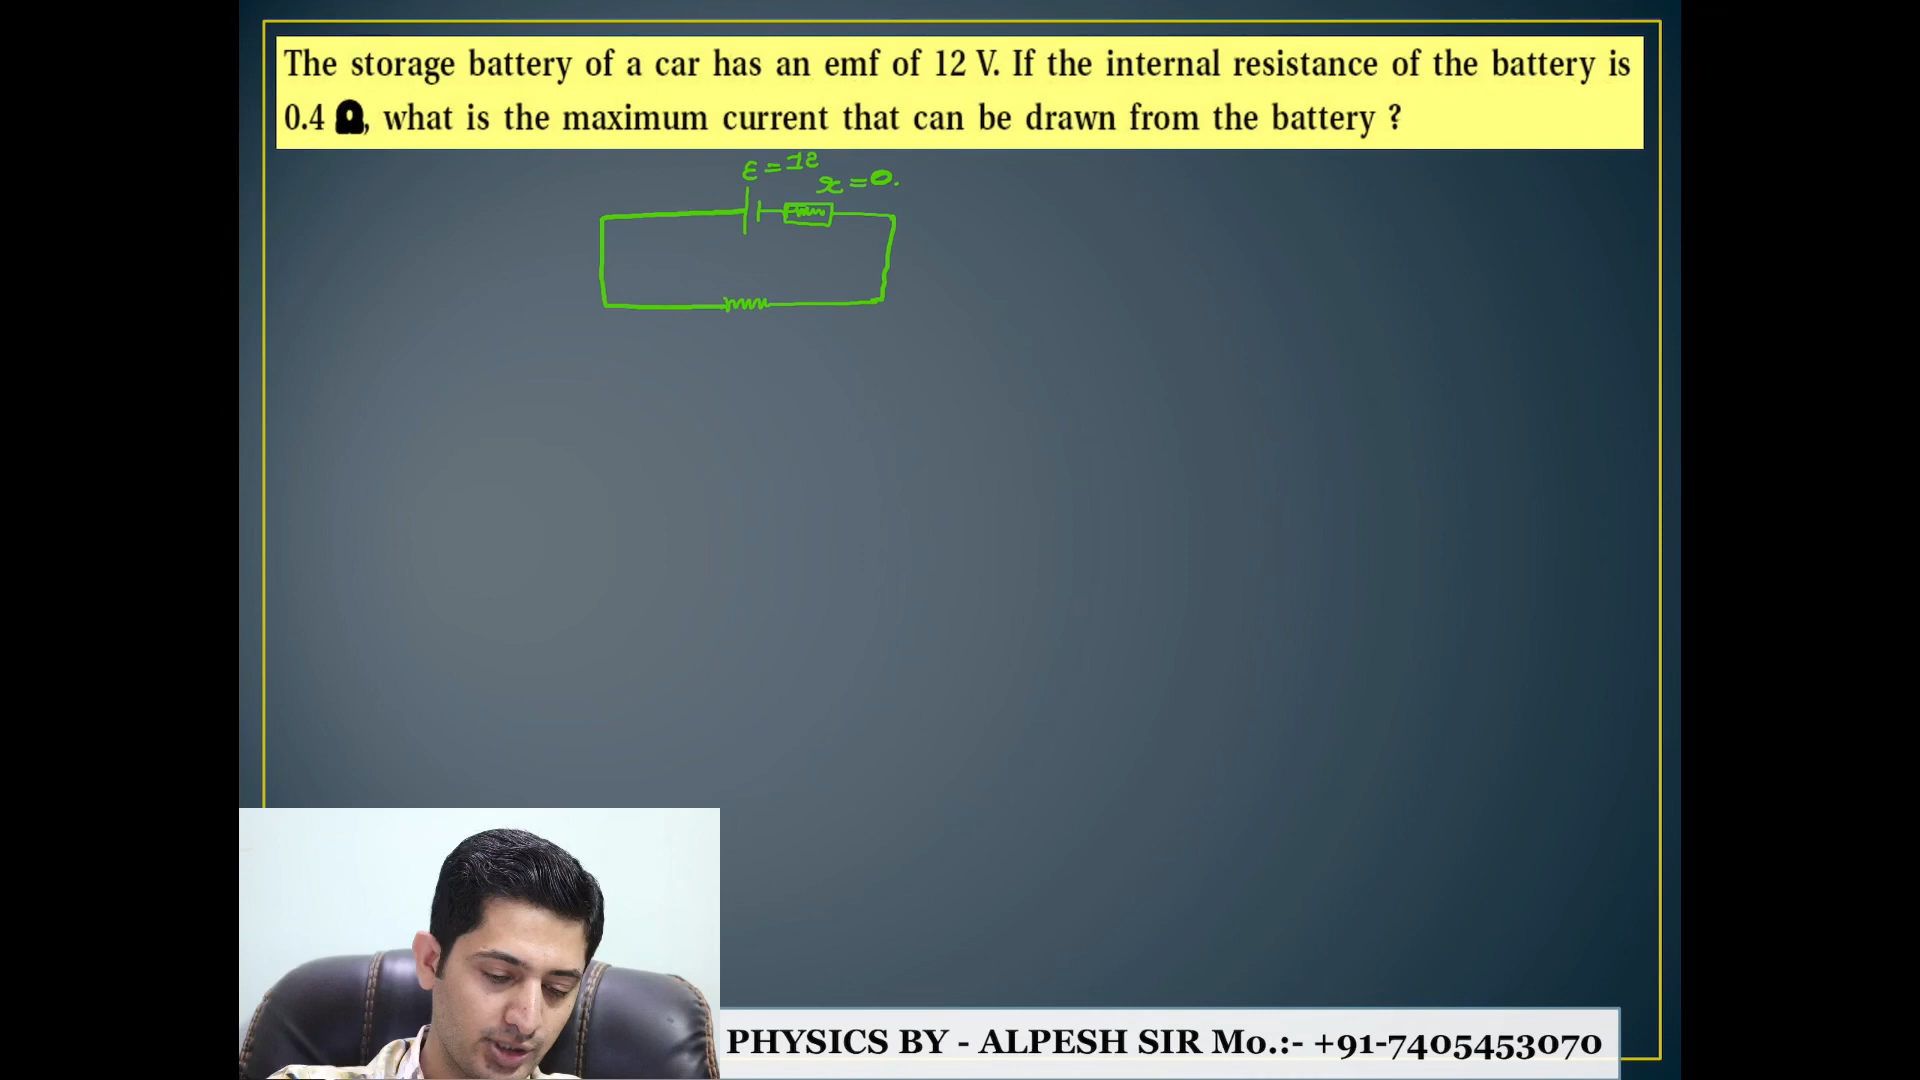 The storage battery of a car has an emf of 12 V. If the internal resistance of the battery is
0.4 Ω, what is the maximum current that can be drawn from the battery ?
ε = 12
r = 0.
PHYSICS BY - ALPESH SIR Mo.:- +91-7405453070